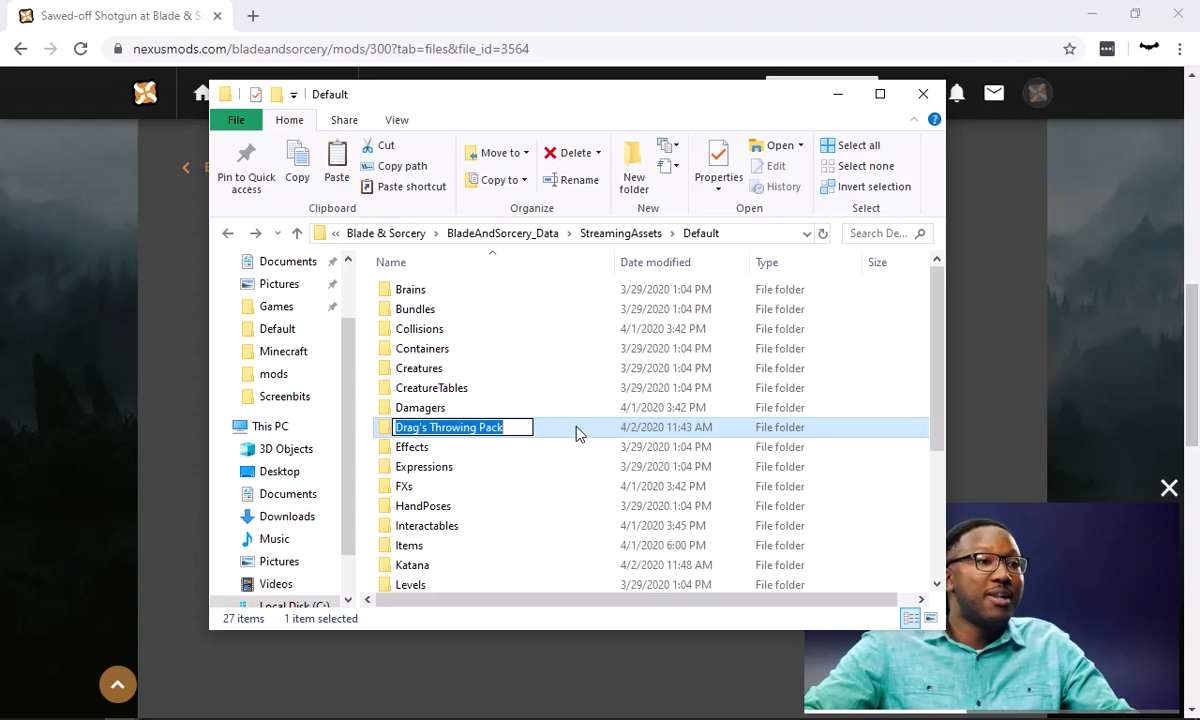 Sawed-off Shotgun at Blade & S
nexusmods.com/bladeandsorcery/mods/300?tab=files&file_id=3564
Default
File Home Share View
Pin to Quick access
Copy
Paste
Cut
Copy path
Paste shortcut
Clipboard
Move to
Copy to
Delete
Rename
Organize
New folder
New
Properties
Open
Edit
History
Open
Select all
Select none
Invert selection
Select
« Blade & Sorcery › BladeAndSorcery_Data › StreamingAssets › Default
Search De...
Documents
Pictures
Games
Default
Minecraft
mods
Screenbits
This PC
3D Objects
Desktop
Documents
Downloads
Music
Pictures
Videos
Local Disk (C:)
Name Date modified Type Size
Brains 3/29/2020 1:04 PM File folder
Bundles 3/29/2020 1:04 PM File folder
Collisions 4/1/2020 3:42 PM File folder
Containers 3/29/2020 1:04 PM File folder
Creatures 3/29/2020 1:04 PM File folder
CreatureTables 3/29/2020 1:04 PM File folder
Damagers 4/1/2020 3:42 PM File folder
Drag's Throwing Pack 4/2/2020 11:43 AM File folder
Effects 3/29/2020 1:04 PM File folder
Expressions 3/29/2020 1:04 PM File folder
FXs 4/1/2020 3:42 PM File folder
HandPoses 3/29/2020 1:04 PM File folder
Interactables 4/1/2020 3:45 PM File folder
Items 4/1/2020 6:00 PM File folder
Katana 4/2/2020 11:48 AM File folder
Levels 3/29/2020 1:04 PM File folder
27 items 1 item selected